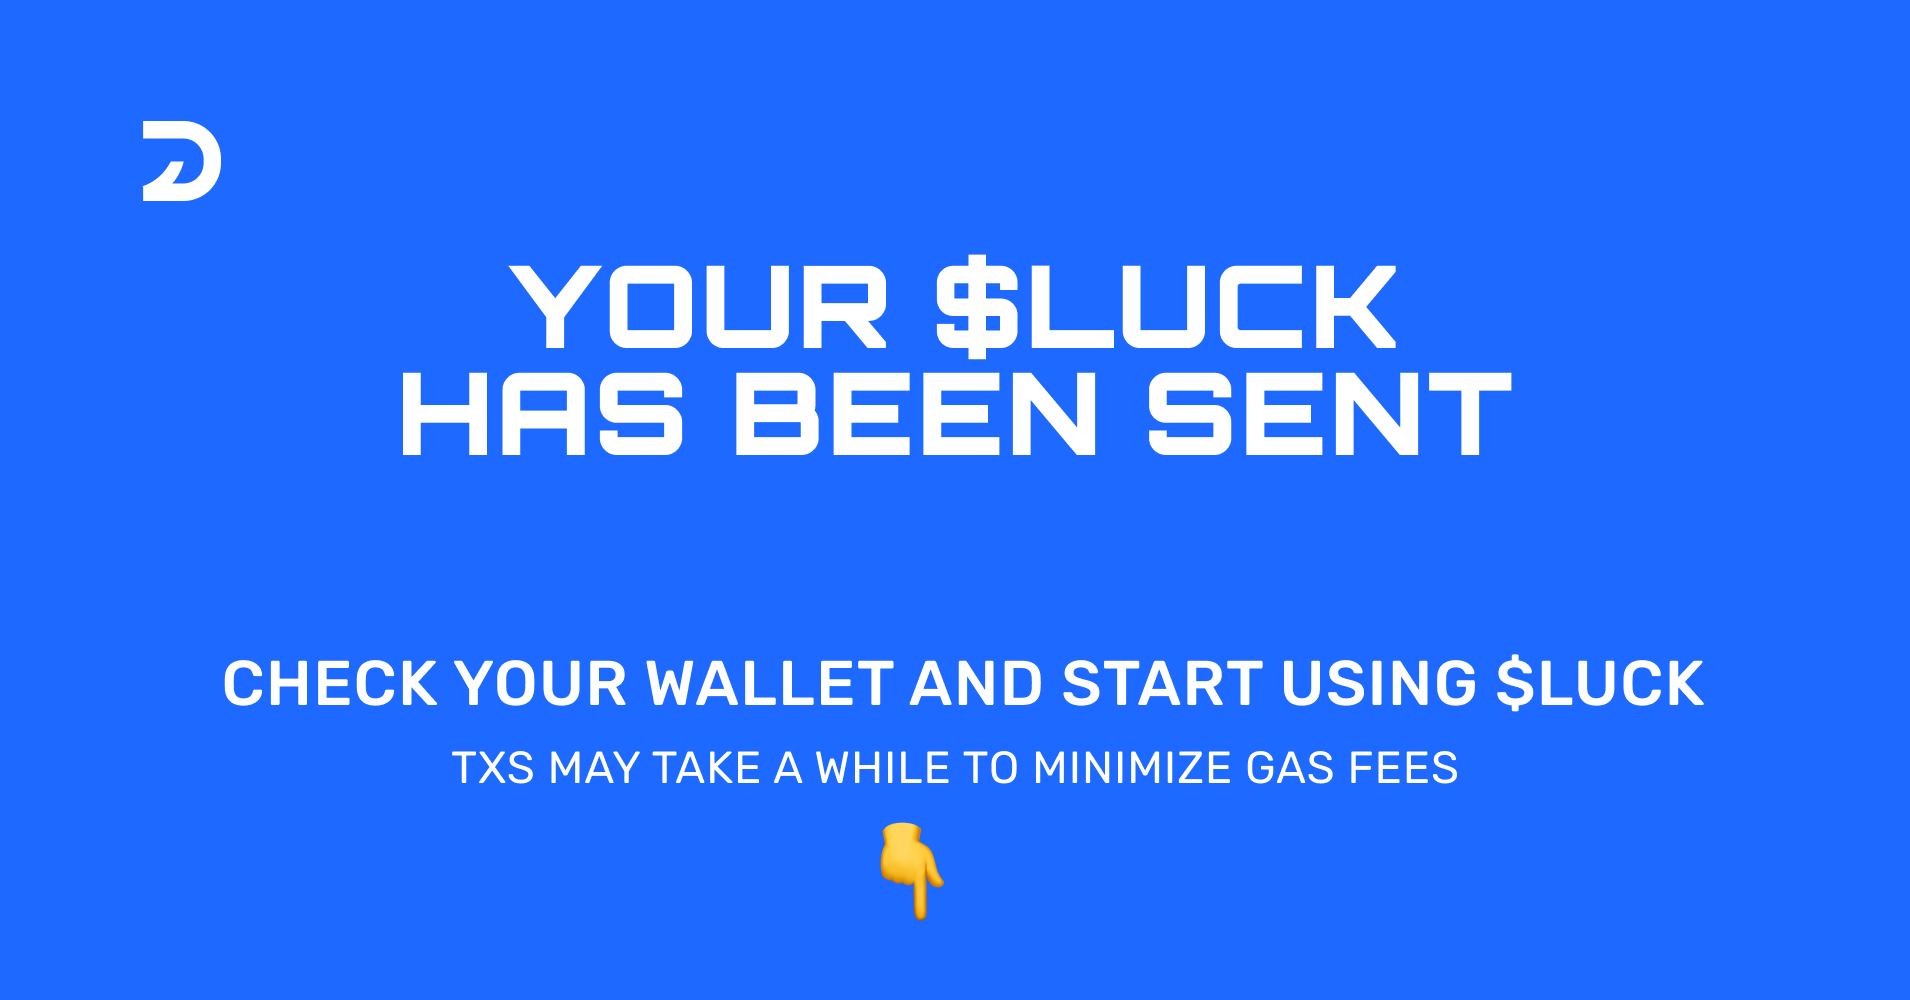 YOUR $LUCK
HAS BEEN SENT
CHECK YOUR WALLET AND START USING $LUCK
TXS MAY TAKE A WHILE TO MINIMIZE GAS FEES